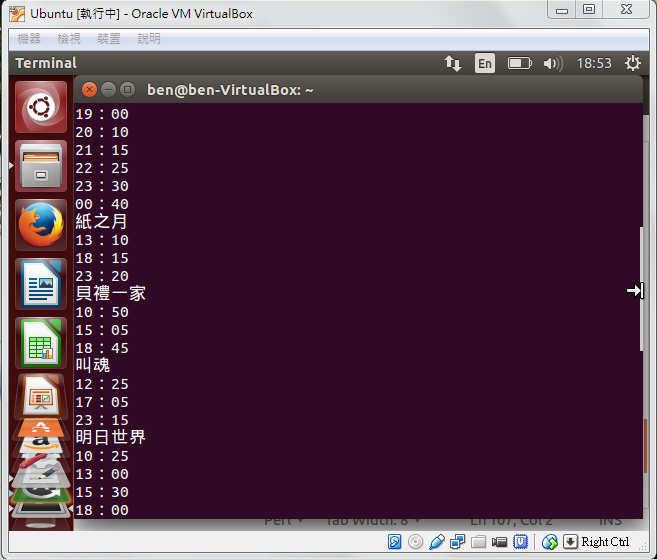 Ubuntu [執行中] - Oracle VM VirtualBox
機器 檢視 裝置 說明
Terminal En 18:53
ben@ben-VirtualBox: ~
19：00
20：10
21：15
22：25
23：30
00：40
紙之月
13：10
18：15
23：20
貝禮一家
10：50
15：05
18：45
叫魂
12：25
17：05
23：15
明日世界
10：25
13：00
15：30
18：00
Perl Tab Width: 8 Ln 107, Col 2 INS
Right Ctrl